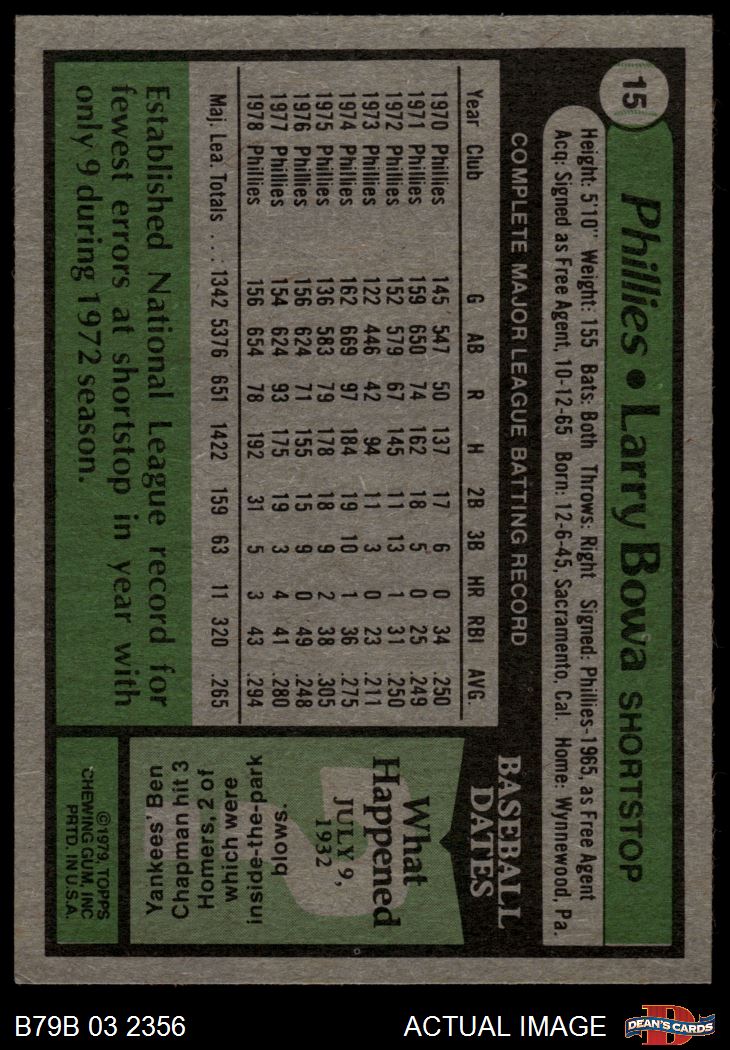 15
Phillies • Larry Bowa SHORTSTOP
Height: 5'10" Weight: 155 Bats: Both Throws: Right Signed: Phillies-1965, as Free Agent
Acq: Signed as Free Agent, 10-12-65 Born: 12-6-45, Sacramento, Cal. Home: Wynnewood, Pa.
COMPLETE MAJOR LEAGUE BATTING RECORD
Year Club G AB R H 2B 3B HR RBI AVG.
1970 Phillies 145 547 50 137 17 6 0 34 .250
1971 Phillies 159 650 74 162 18 5 0 25 .249
1972 Phillies 152 579 67 145 11 13 1 31 .250
1973 Phillies 122 446 42 94 11 3 0 23 .211
1974 Phillies 162 669 97 184 19 10 1 36 .275
1975 Phillies 136 583 79 178 18 9 2 38 .305
1976 Phillies 156 624 71 155 15 9 0 49 .248
1977 Phillies 154 624 93 175 19 3 4 41 .280
1978 Phillies 156 654 78 192 31 5 3 43 .294
Maj. Lea. Totals . . : 1342 5376 651 1422 159 63 11 320 .265
Established National League record for
fewest errors at shortstop in year with
only 9 during 1972 season.
BASEBALL
DATES
What
Happened
JULY 9,
1932
Yankees' Ben
Chapman hit 3
Homers, 2 of
which were
inside-the-park
blows.
©1979, TOPPS
CHEWING GUM, INC
PRTD. IN U.S.A.
B79B 03 2356 ACTUAL IMAGE
D
DEAN'S CARDS